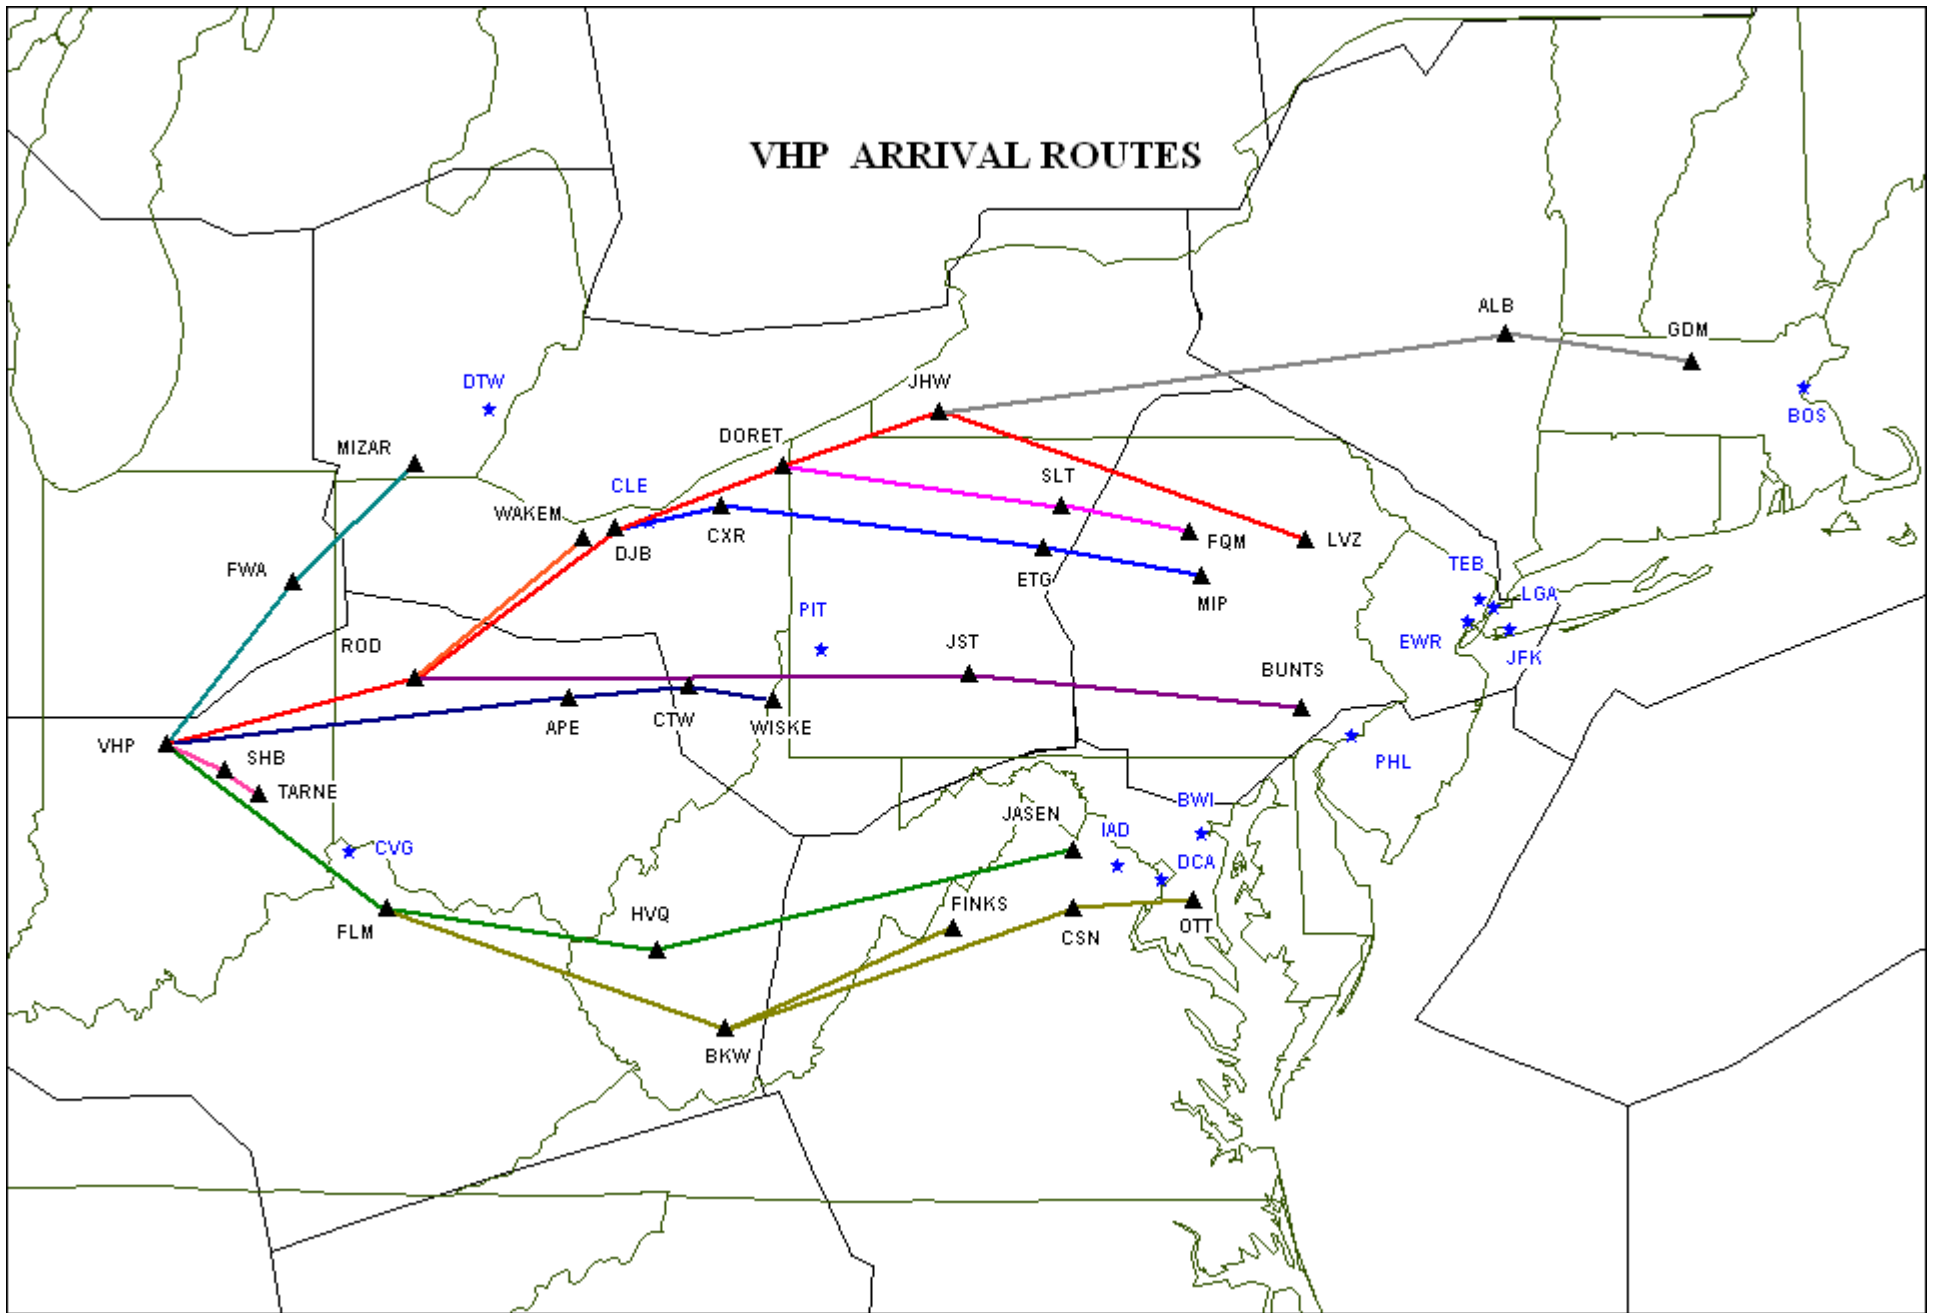 VHP ARRIVAL ROUTES
ALB
GDM
DTW
JHW
BOS
MIZAR
DORET
SLT
CLE
WAKEM
CXR
DJB
FQM
LVZ
TEB
FWA
ETG
MIP
LGA
PIT
ROD
JST
EWR
JFK
BUNTS
APE
CTW
WISKE
VHP
SHB
PHL
TARNE
BWI
JASEN
IAD
CVG
DCA
FINKS
HVQ
FLM
CSN
OTT
BKW